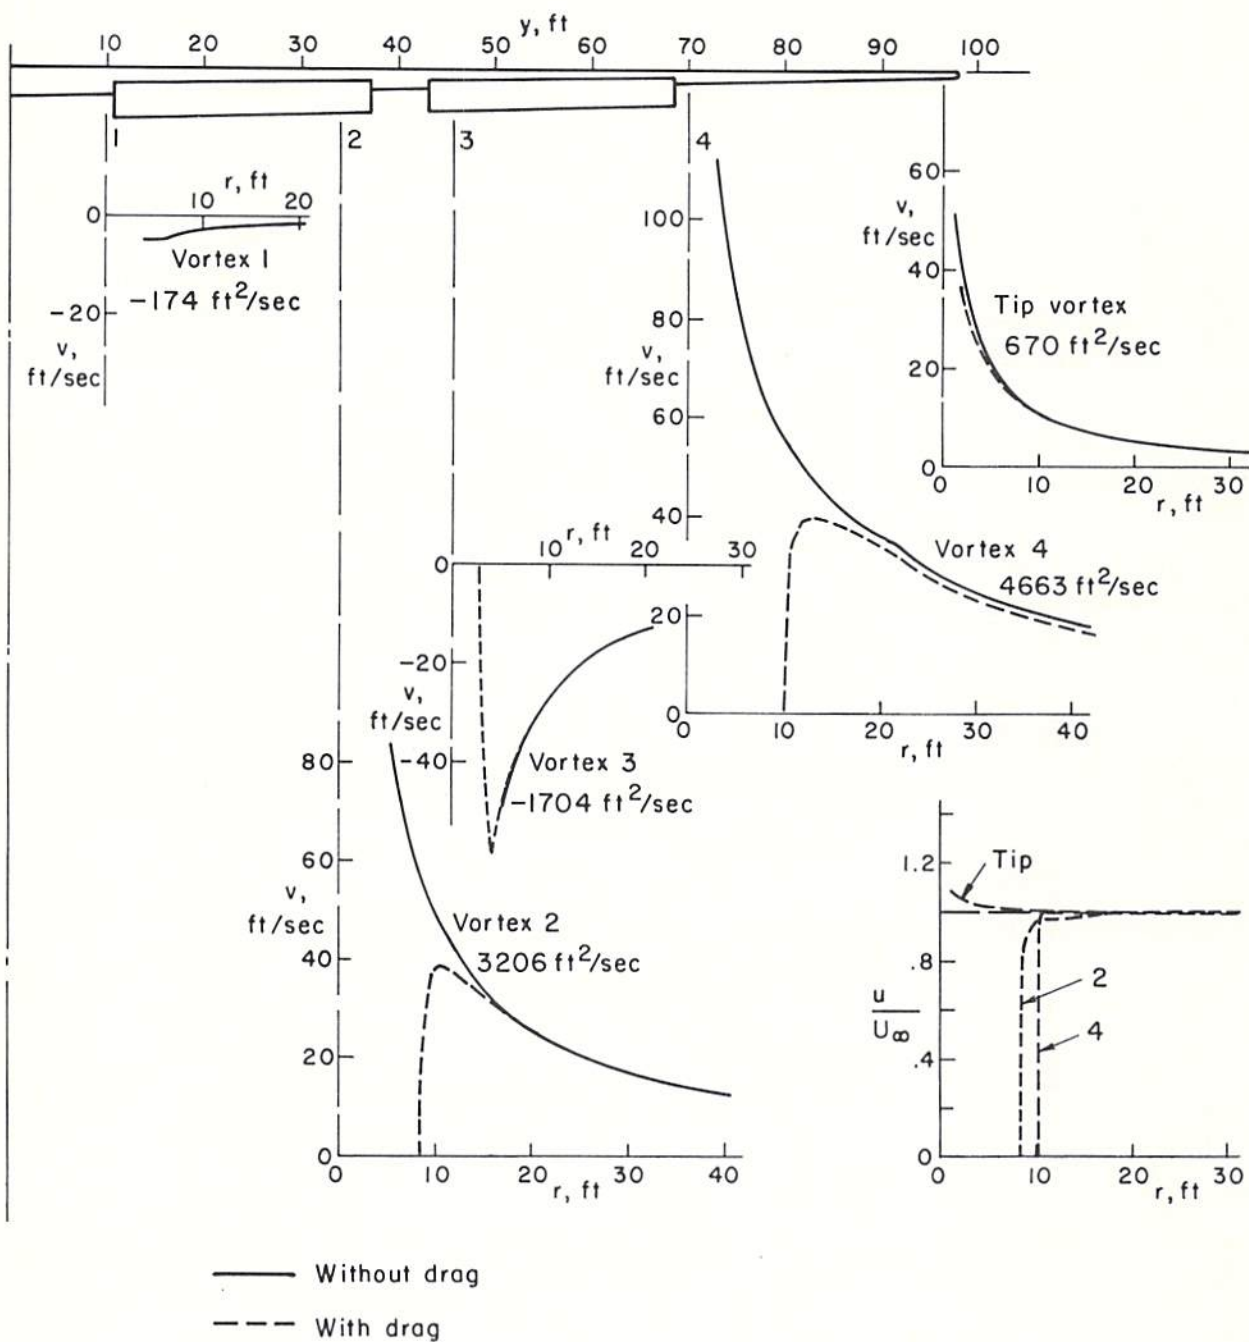 y, ft
10 20 30 40 50 60 70 80 90 100
1 2 3 4
r, ft
10 20
0
-20
v,
ft/sec
Vortex 1
-174 ft²/sec
100
80
v,
ft/sec
60
40
20
0
0 10 20 30 40
r, ft
Vortex 4
4663 ft²/sec
60
v,
ft/sec
40
20
0
0 10 20 30
r, ft
Tip vortex
670 ft²/sec
r, ft
10 20 30
0
-20
v,
ft/sec
-40
Vortex 3
-1704 ft²/sec
80
60
v,
ft/sec
40
20
0
0 10 20 30 40
r, ft
Vortex 2
3206 ft²/sec
1.2
.8
u
U∞
.4
0
0 10 20 30
r, ft
Tip
2
4
Without drag
With drag